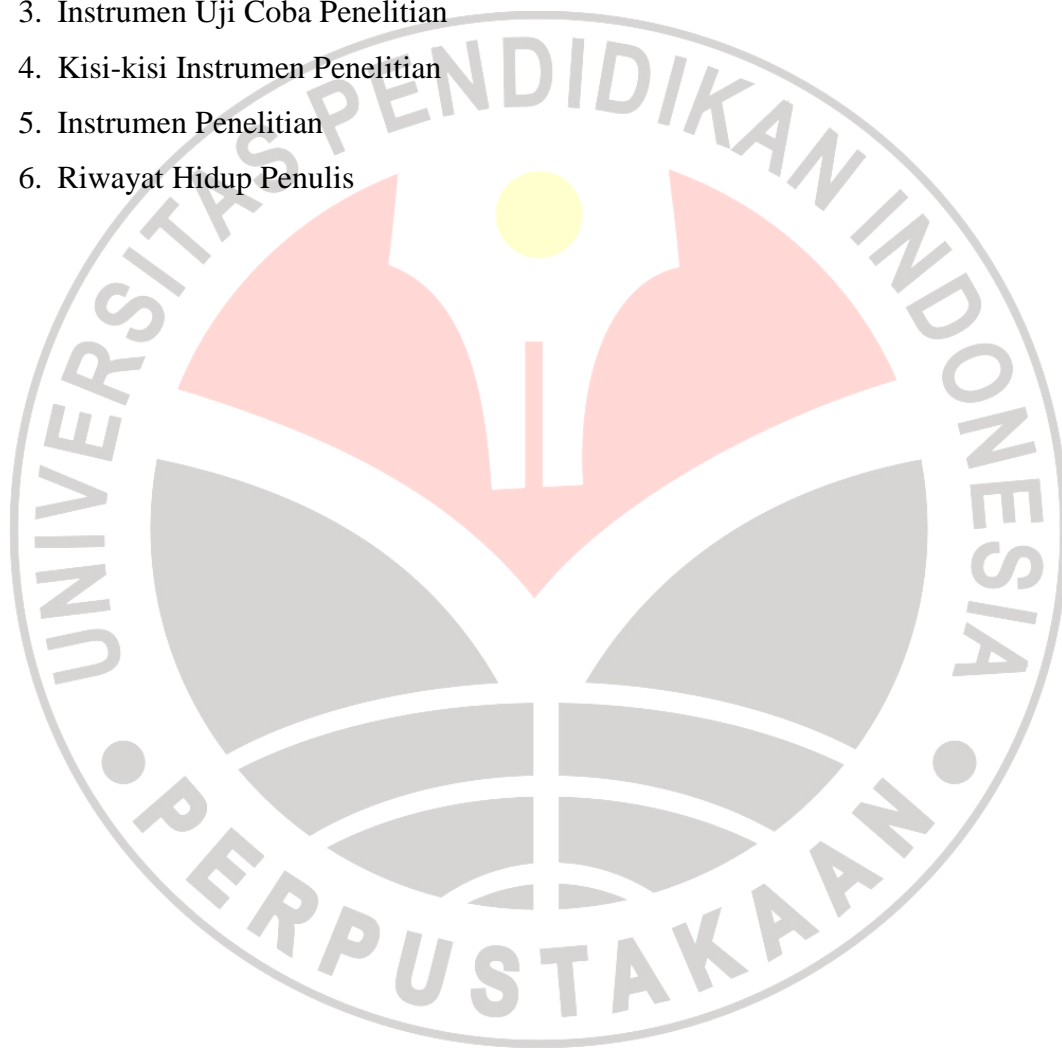 3. Instrumen Uji Coba Penelitian
4. Kisi-kisi Instrumen Penelitian
5. Instrumen Penelitian
6. Riwayat Hidup Penulis
UNIVERSITAS PENDIDIKAN INDONESIA
PERPUSTAKAAN